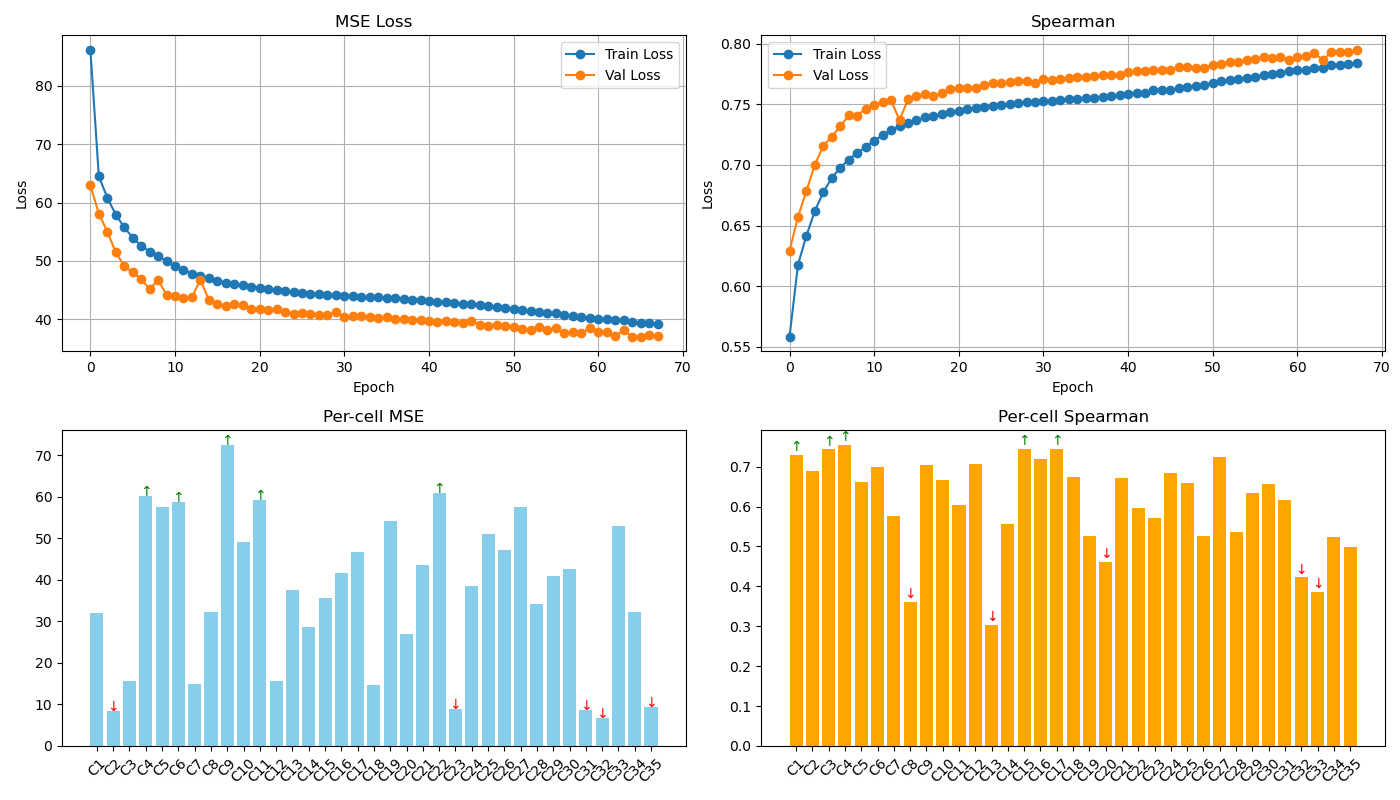 MSE Loss
Loss
80
70
60
50
40
Train Loss
Val Loss
0 10 20 30 40 50 60 70
Epoch
Spearman
Loss
0.80
0.75
0.70
0.65
0.60
0.55
Train Loss
Val Loss
0 10 20 30 40 50 60 70
Epoch
Per-cell MSE
70
60
50
40
30
20
10
0
↑ ↑ ↑ ↑ ↑
↓ ↓ ↓ ↓ ↓
C1 C2 C3 C4 C5 C6 C7 C8 C9 C10 C11 C12 C13 C14 C15 C16 C17 C18 C19 C20 C21 C22 C23 C24 C25 C26 C27 C28 C29 C30 C31 C32 C33 C34 C35
Per-cell Spearman
0.7
0.6
0.5
0.4
0.3
0.2
0.1
0.0
↑ ↑ ↑ ↑ ↑
↓ ↓ ↓ ↓ ↓
C1 C2 C3 C4 C5 C6 C7 C8 C9 C10 C11 C12 C13 C14 C15 C16 C17 C18 C19 C20 C21 C22 C23 C24 C25 C26 C27 C28 C29 C30 C31 C32 C33 C34 C35